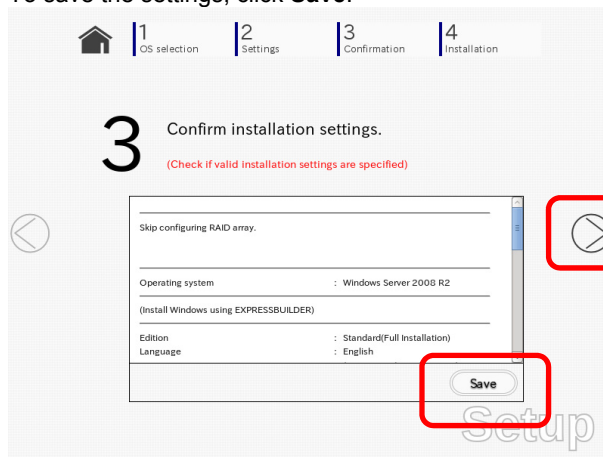 To save the settings, click Save.
1 2 3 4
OS selection Settings Confirmation Installation
3 Confirm installation settings.
(Check if valid installation settings are specified)
Skip configuring RAID array.
Operating system : Windows Server 2008 R2
(Install Windows using EXPRESSBUILDER)
Edition : Standard(Full Installation)
Language : English
Save
Setup